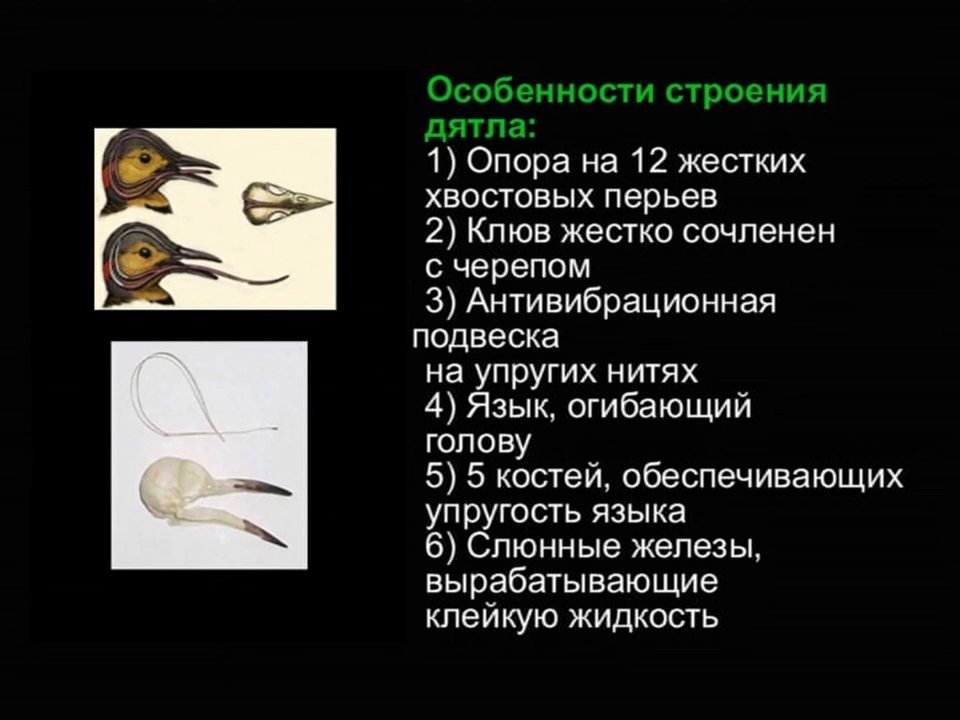 Особенности строения
дятла:
1) Опора на 12 жестких
хвостовых перьев
2) Клюв жестко сочленен
с черепом
3) Антивибрационная
подвеска
на упругих нитях
4) Язык, огибающий
голову
5) 5 костей, обеспечивающих
упругость языка
6) Слюнные железы,
вырабатывающие
клейкую жидкость